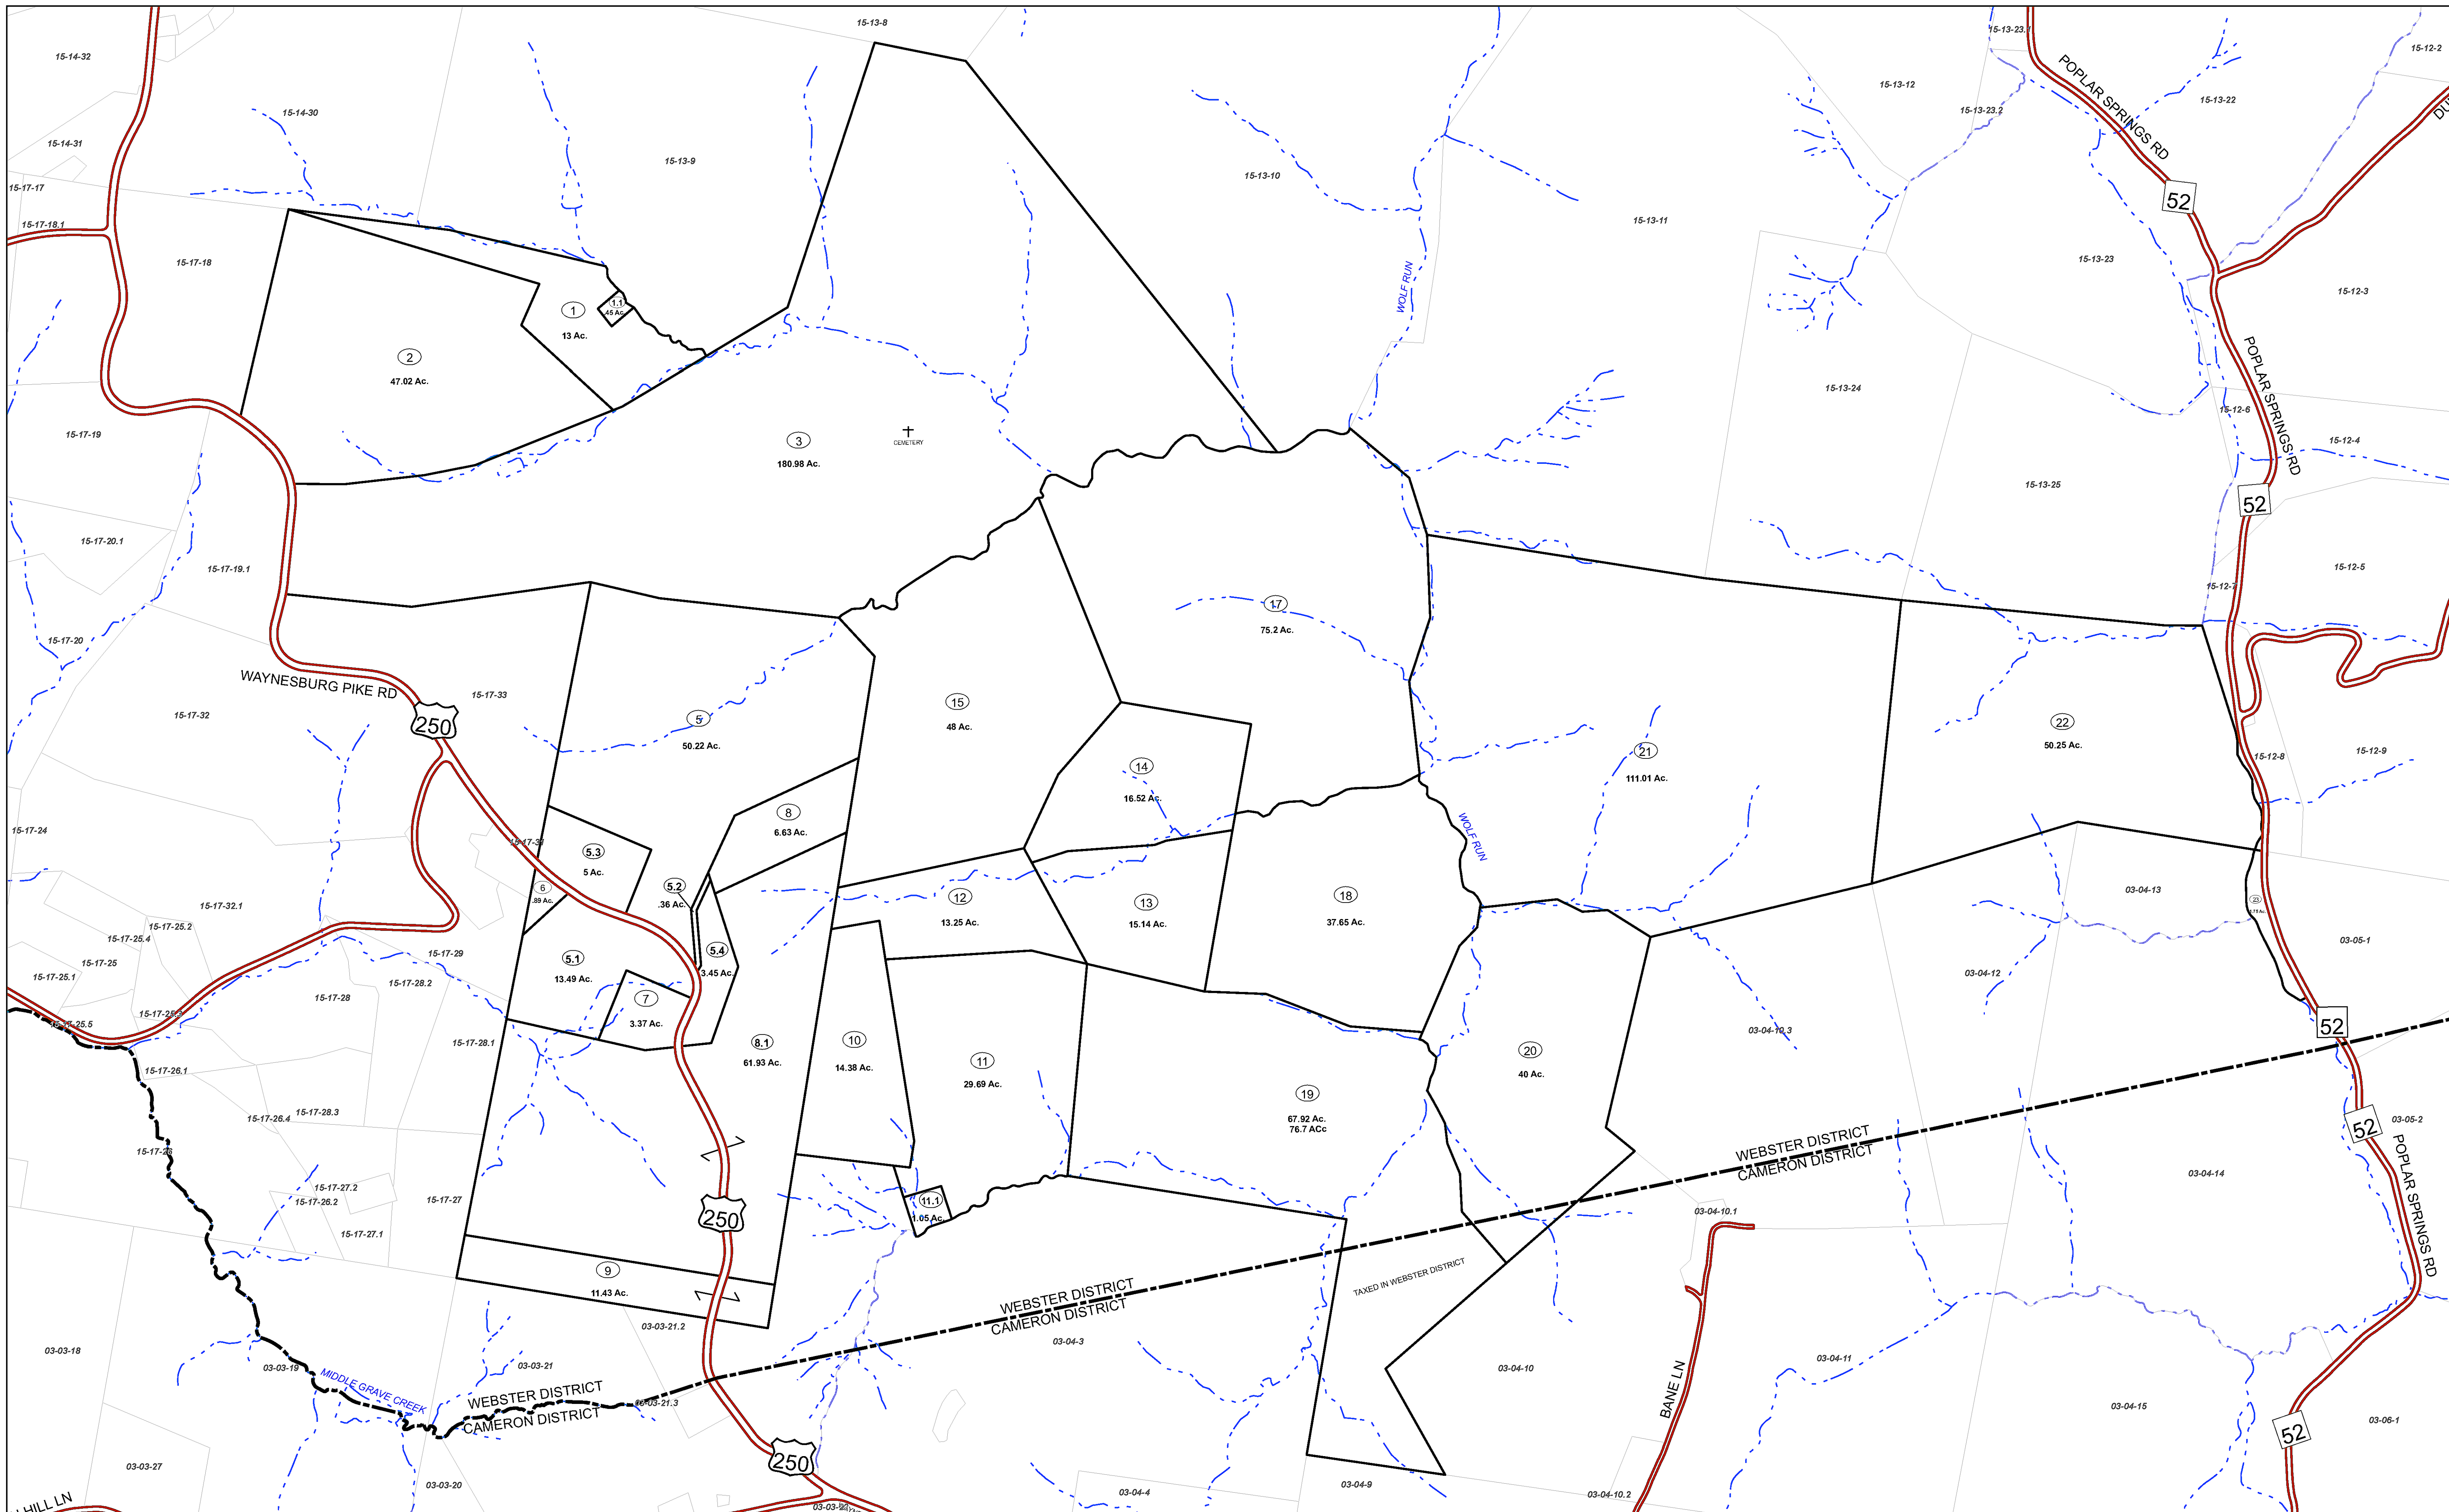 15-13-8
15-14-32
15-14-30
15-14-31
15-13-9
15-17-17
15-17-18.1
15-17-18
15-13-10
15-13-11
15-13-12
15-13-23.2
15-13-22
15-12-2
POPLAR SPRINGS RD
52
15-13-23
15-12-3
WOLF RUN
1
13 Ac.
1.1
.45 Ac.
2
47.02 Ac.
3
180.98 Ac.
CEMETERY
15-17-19
15-17-20.1
15-17-19.1
15-17-20
15-13-24
15-13-25
15-12-6
15-12-4
POPLAR SPRINGS RD
52
15-12-5
15-12-7
17
75.2 Ac.
WAYNESBURG PIKE RD
250
15-17-33
15-17-32
5
50.22 Ac.
15
48 Ac.
14
16.52 Ac.
21
111.01 Ac.
22
50.25 Ac.
15-12-8
15-12-9
8
6.63 Ac.
15-17-24
5.3
5 Ac.
6
.89 Ac.
5.2
.36 Ac.
5.4
3.45 Ac.
5.1
13.49 Ac.
7
3.37 Ac.
12
13.25 Ac.
13
15.14 Ac.
18
37.65 Ac.
WOLF RUN
03-04-13
23
03-05-1
03-04-12
03-04-10.3
52
15-17-32.1
15-17-25.2
15-17-25.4
15-17-25
15-17-25.1
15-17-25.5
15-17-29
15-17-28.2
15-17-28
15-17-28.1
15-17-26.1
15-17-26.4
15-17-28.3
15-17-27.2
15-17-26.2
15-17-27.1
15-17-27
8.1
61.93 Ac.
10
14.38 Ac.
11
29.69 Ac.
11.1
1.05 Ac.
19
67.92 Ac.
76.7 ACc
20
40 Ac.
WEBSTER DISTRICT
CAMERON DISTRICT
52
03-05-2
POPLAR SPRINGS RD
03-04-14
03-04-10.1
250
9
11.43 Ac.
WEBSTER DISTRICT
CAMERON DISTRICT
TAXED IN WEBSTER DISTRICT
03-03-21.2
03-04-3
03-03-18
03-03-19
03-03-21
MIDDLE GRAVE CREEK
WEBSTER DISTRICT
CAMERON DISTRICT
03-03-21.3
03-04-10
03-04-11
BANE LN
03-04-15
03-06-1
52
250
03-03-27
03-03-20
03-04-4
03-04-9
03-04-10.2
HILL LN